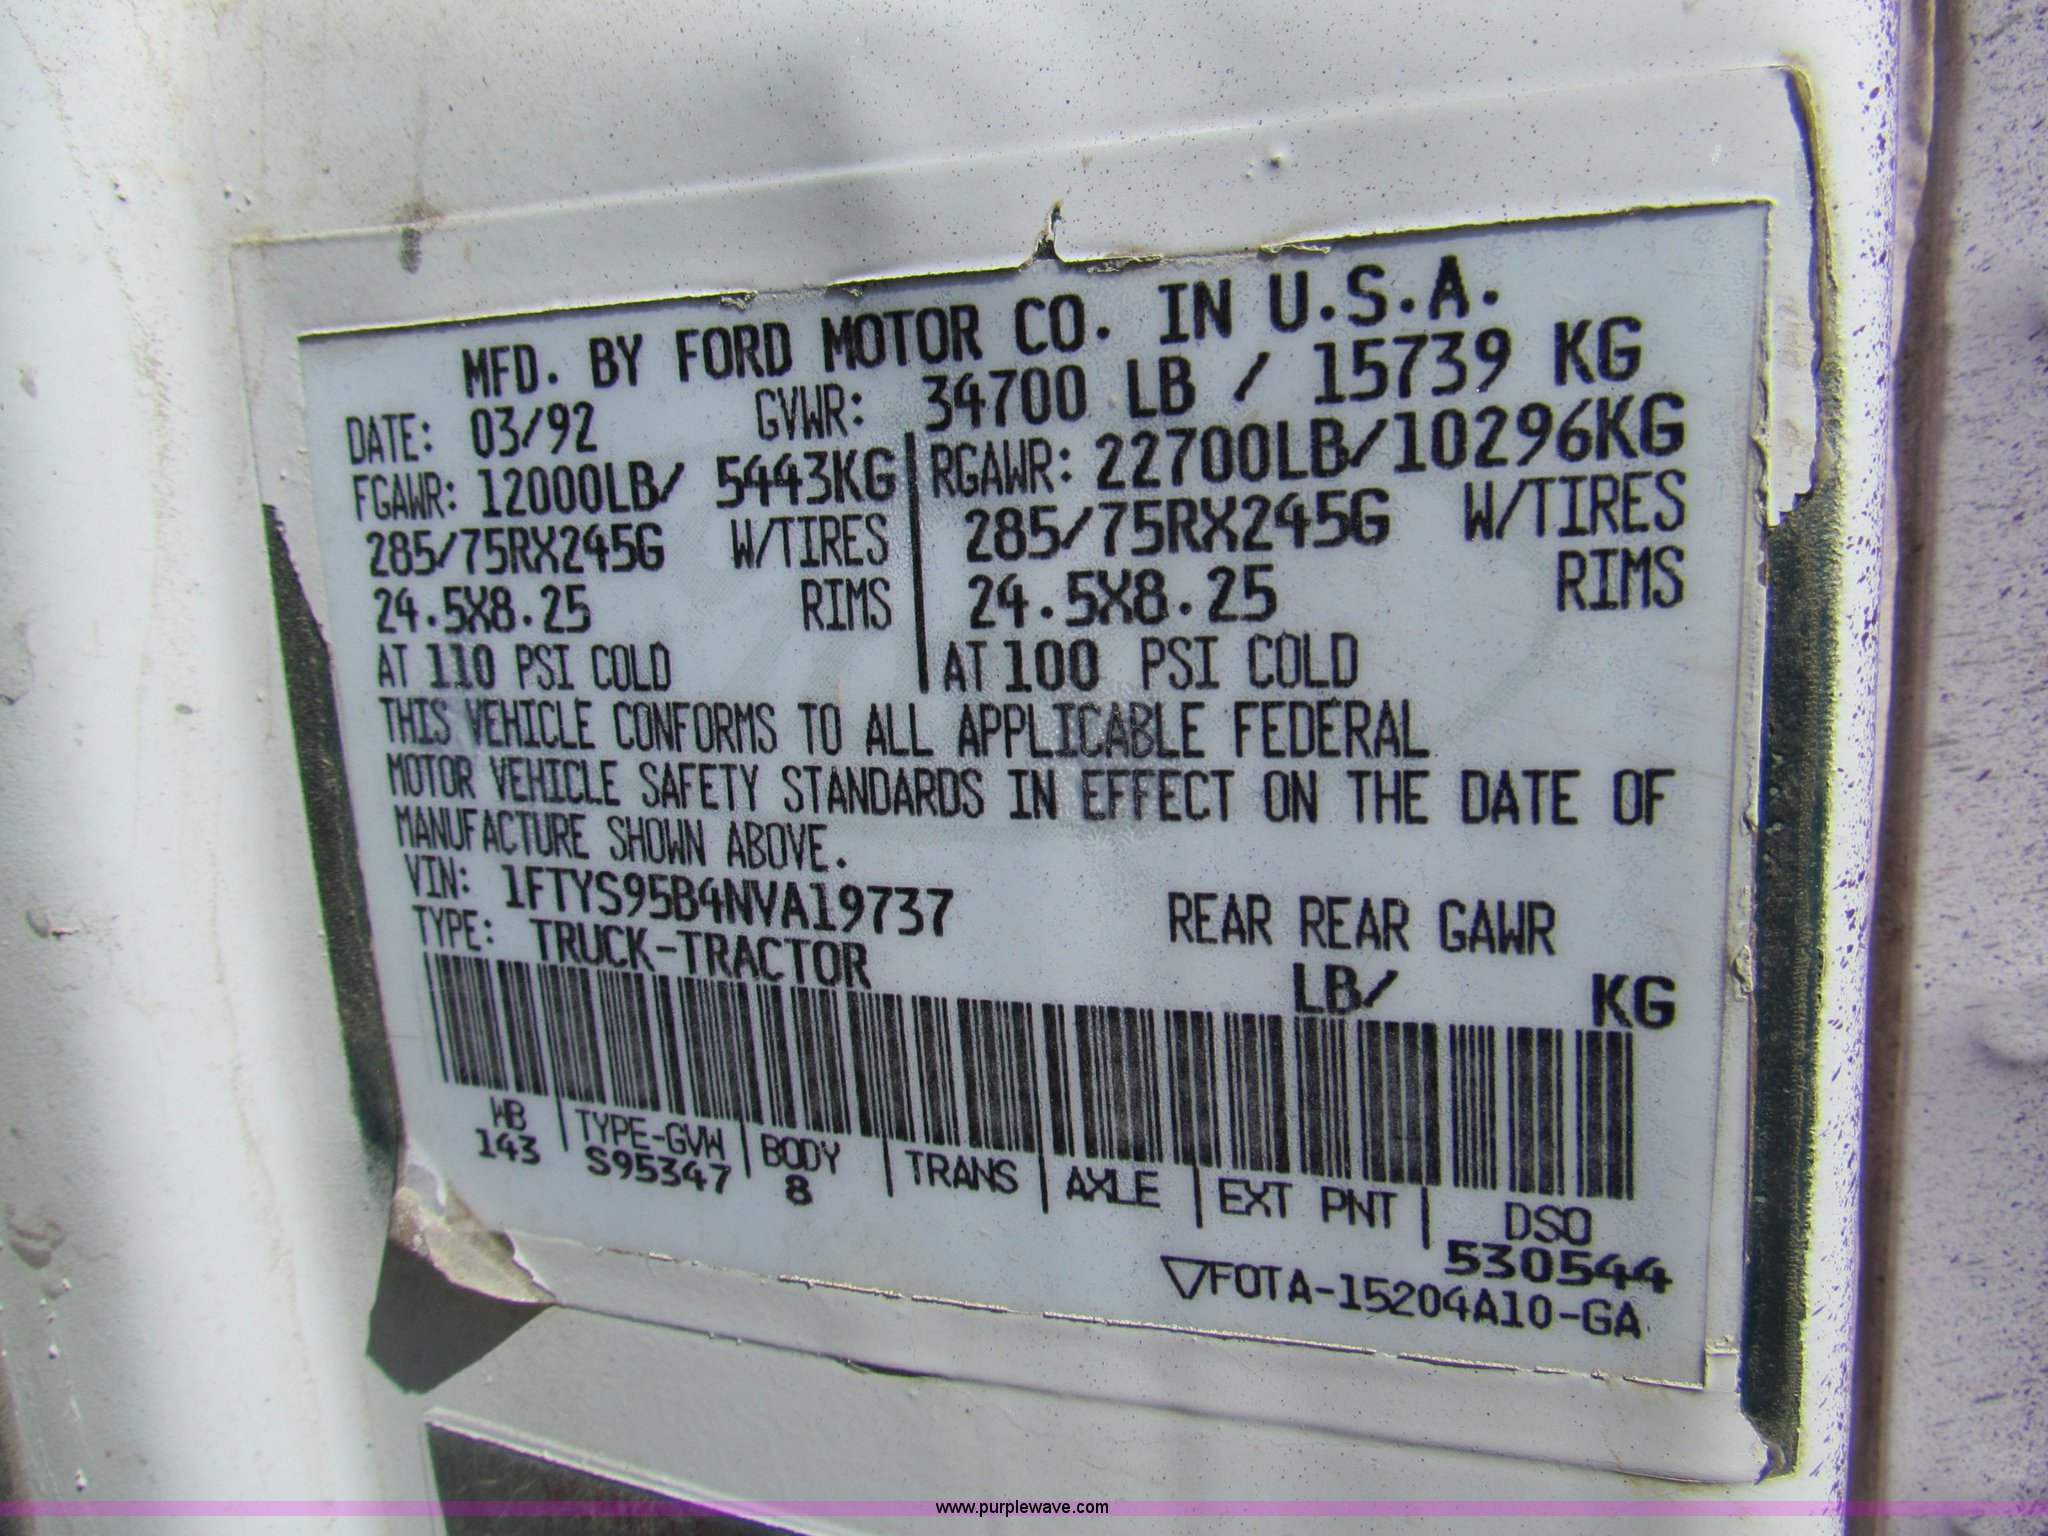 MFD. BY FORD MOTOR CO. IN U.S.A.
DATE: 03/92 GVWR: 34700 LB / 15739 KG
FGAWR: 12000LB/ 5443KG RGAWR: 22700LB/10296KG
285/75RX245G W/TIRES 285/75RX245G W/TIRES
24.5X8.25 RIMS 24.5X8.25 RIMS
AT 110 PSI COLD AT 100 PSI COLD
THIS VEHICLE CONFORMS TO ALL APPLICABLE FEDERAL
MOTOR VEHICLE SAFETY STANDARDS IN EFFECT ON THE DATE OF
MANUFACTURE SHOWN ABOVE.
VIN: 1FTYS95B4NVA19737 REAR REAR GAWR
TYPE: TRUCK-TRACTOR LB/ KG
WB TYPE-GVW BODY TRANS AXLE EXT PNT DSO
143 S95347 8 530544
▽FOTA-15204A10-GA
www.purplewave.com